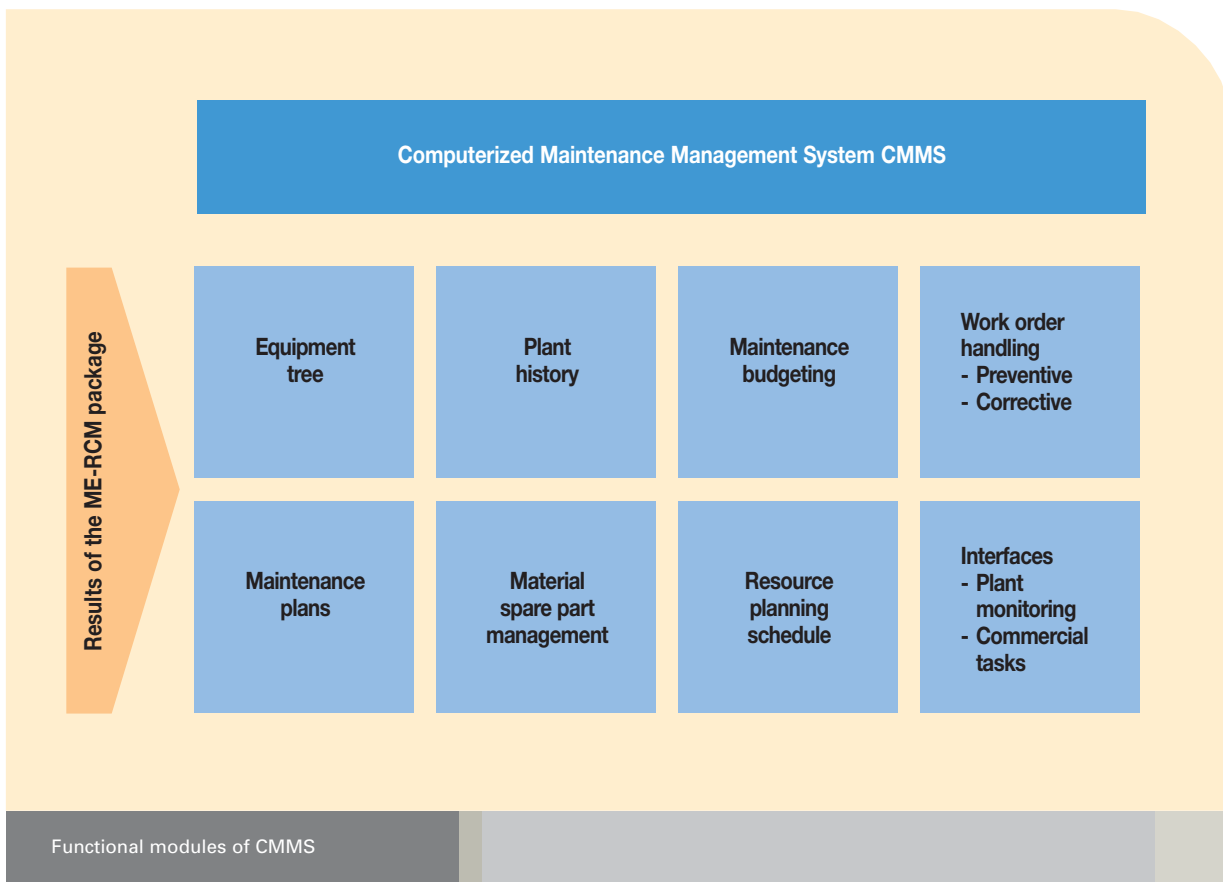 Computerized Maintenance Management System CMMS
Results of the ME-RCM package
Equipment
tree
Plant
history
Maintenance
budgeting
Work order
handling
- Preventive
- Corrective
Maintenance
plans
Material
spare part
management
Resource
planning
schedule
Interfaces
- Plant
monitoring
- Commercial
tasks
Functional modules of CMMS